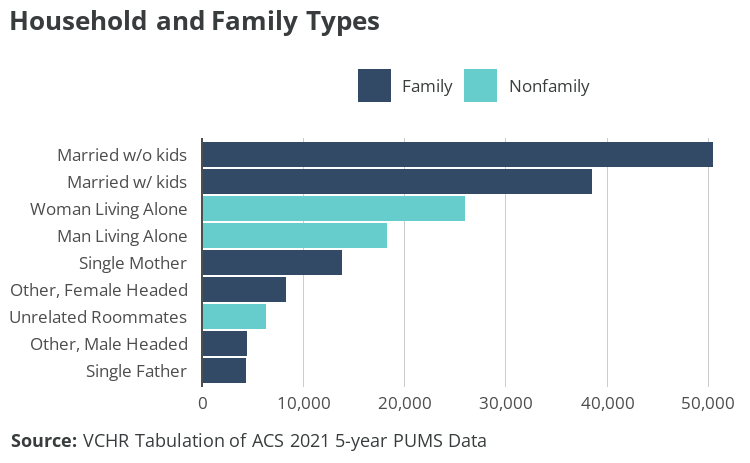 Household and Family Types
Family
Nonfamily
Married w/o kids
Married w/ kids
Woman Living Alone
Man Living Alone
Single Mother
Other, Female Headed
Unrelated Roommates
Other, Male Headed
Single Father
0 10,000 20,000 30,000 40,000 50,000
Source: VCHR Tabulation of ACS 2021 5-year PUMS Data